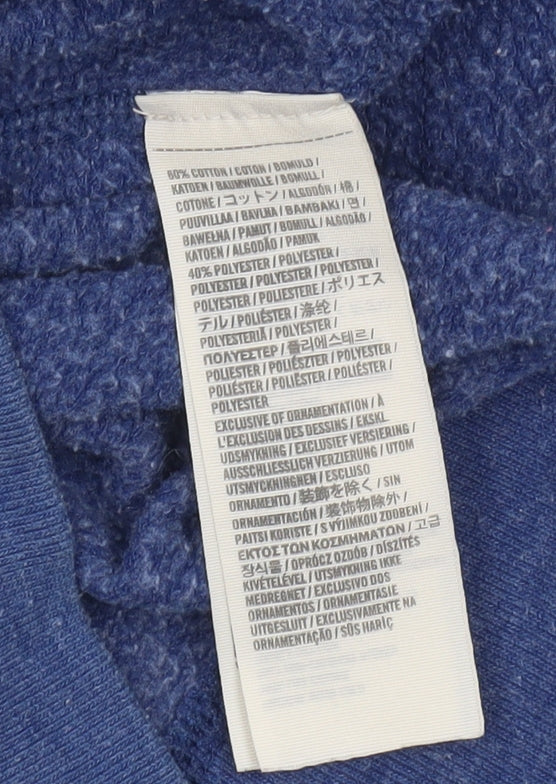 60% COTTON / COTON / BOMULD /
KATOEN / BAUMWOLLE / BOMULL /
COTONE / コットン / ALGODÓN / 棉 /
PUUVILLAA / BAVLNA / BAMBAKI / 면 /
BAWEŁNA / PAMUT / BOMULL / ALGODÃO /
KATOEN / ALGODÃO / PAMUK
40% POLYESTER / POLYESTER /
POLYESTER / POLYESTER / POLYESTER /
POLYESTER / POLIESTERE / ポリエス
テル / POLIÉSTER / 涤纶 /
POLYESTERIÄ / POLYESTER /
ΠΟΛΥΕΣΤΕΡ / 폴리에스테르 /
POLIESTER / POLIÉSZTER / POLYESTER /
POLIÉSTER / POLIËSTER / POLIÉSTER /
POLYESTER
EXCLUSIVE OF ORNAMENTATION / À
L'EXCLUSION DES DESSINS / EKSKL
UDSMYKNING / EXCLUSIEF VERSIERING /
AUSSCHLIESSLICH VERZIERUNG / UTOM
UTSMYCKNINGHEN / ESCLUSO
ORNAMENTO / 装飾を除く / SIN
ORNAMENTACIÓN / 装饰物除外 /
PAITSI KORISTE / S VÝJIMKOU ZDOBENÍ /
ΕΚΤΟΣ ΤΩΝ ΚΟΣΜΗΜΑΤΩΝ / 고급
장식물 / OPRÓCZ OZDÓB / DÍSZÍTÉS
KIVÉTELÉVEL / UTSMYKNING IKKE
MEDREGNET / EXCLUSIVO DOS
ORNAMENTOS / ORNAMENTASIE
UITGESLUIT / EXCLUSIVAMENTE NA
ORNAMENTAÇÃO / SÜS HARİÇ